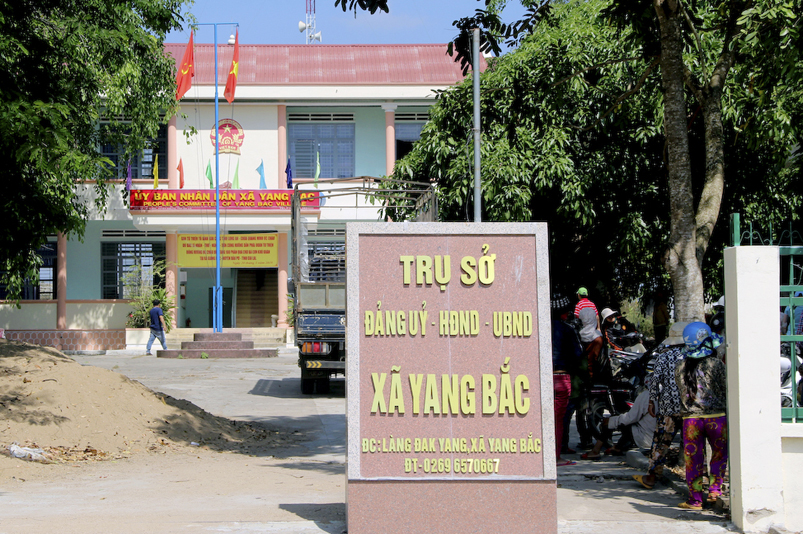 ỦY BAN NHÂN DÂN XÃ YANG BẮC
PEOPLE'S COMMITTEE OF YANG BAC VILL
TRỤ SỞ
ĐẢNG UỶ - HĐND - UBND
XÃ YANG BẮC
ĐC: LÀNG ĐAK YANG, XÃ YANG BẮC
ĐT- 0269 6570667